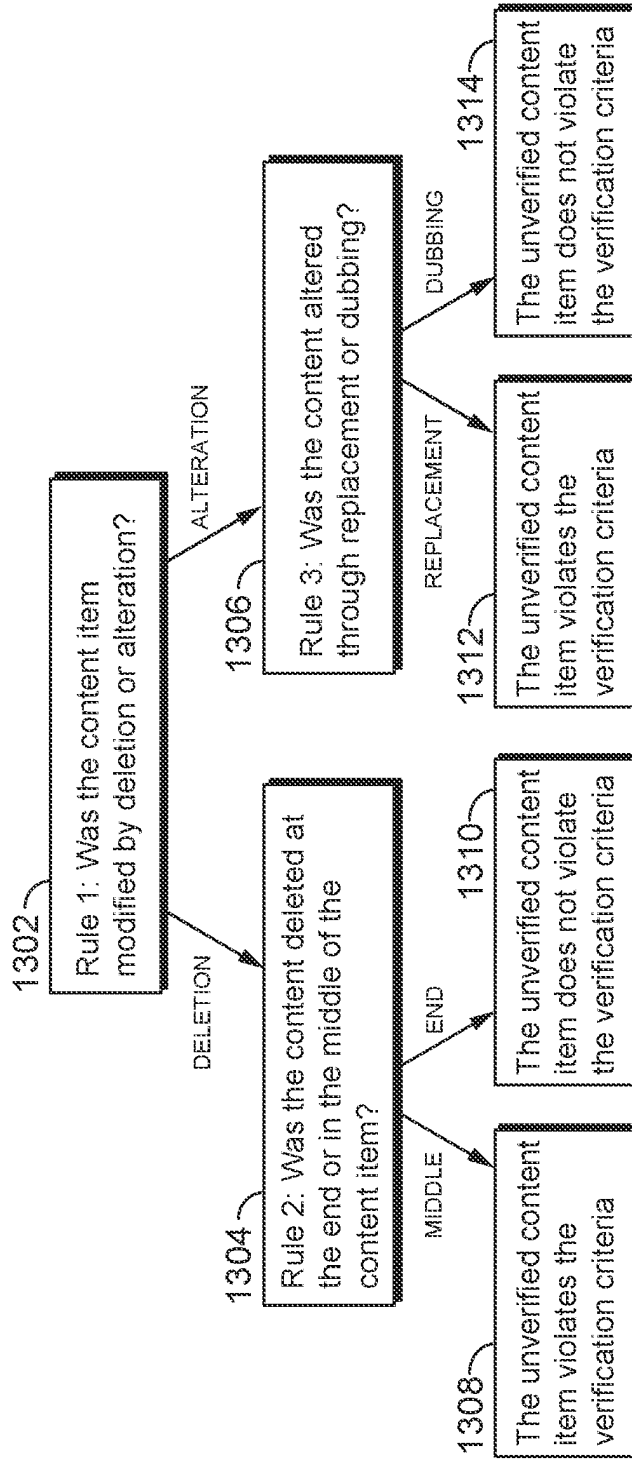 1302
Rule 1: Was the content item
modified by deletion or alteration?
DELETION
ALTERATION
1304
Rule 2: Was the content deleted at
the end or in the middle of the
content item?
1306
Rule 3: Was the content altered
through replacement or dubbing?
MIDDLE
END
REPLACEMENT
DUBBING
1308
The unverified content
item violates the
verification criteria
1310
The unverified content
item does not violate
the verification criteria
1312
The unverified content
item violates the
verification criteria
1314
The unverified content
item does not violate
the verification criteria